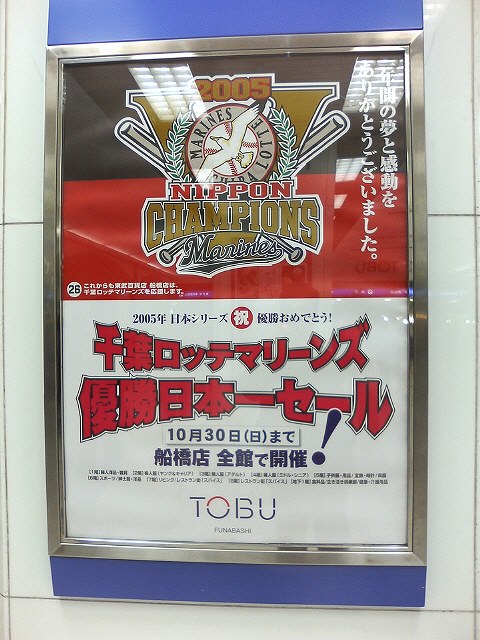 一年間の夢と感動を
ありがとうございました。
2005
MARINES LOTTE CHIBA
NIPPON
CHAMPIONS
Marines
26 これからも東武百貨店 船橋店は、
千葉ロッテマリーンズを応援します。
2005年 日本シリーズ 祝 優勝おめでとう!
千葉ロッテマリーンズ
優勝日本一セール!
10月30日(日)まで
船橋店 全館で開催
TOBU
FUNABASHI